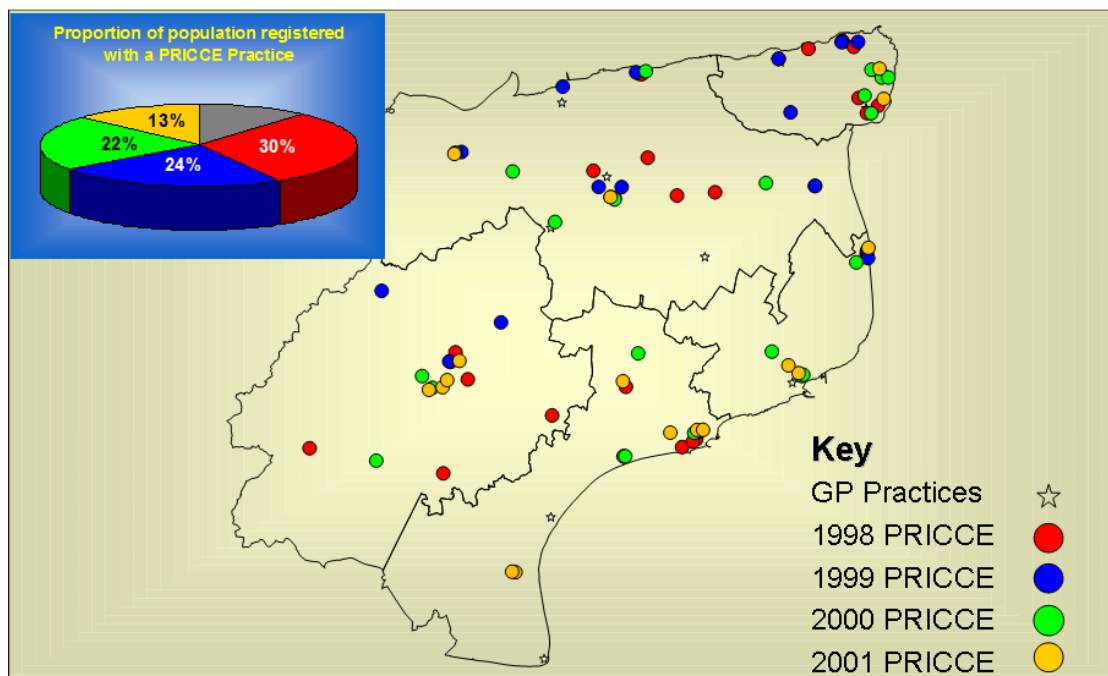 Proportion of population registered
with a PRICCE Practice
13%
22%
30%
24%
Key
GP Practices
1998 PRICCE
1999 PRICCE
2000 PRICCE
2001 PRICCE